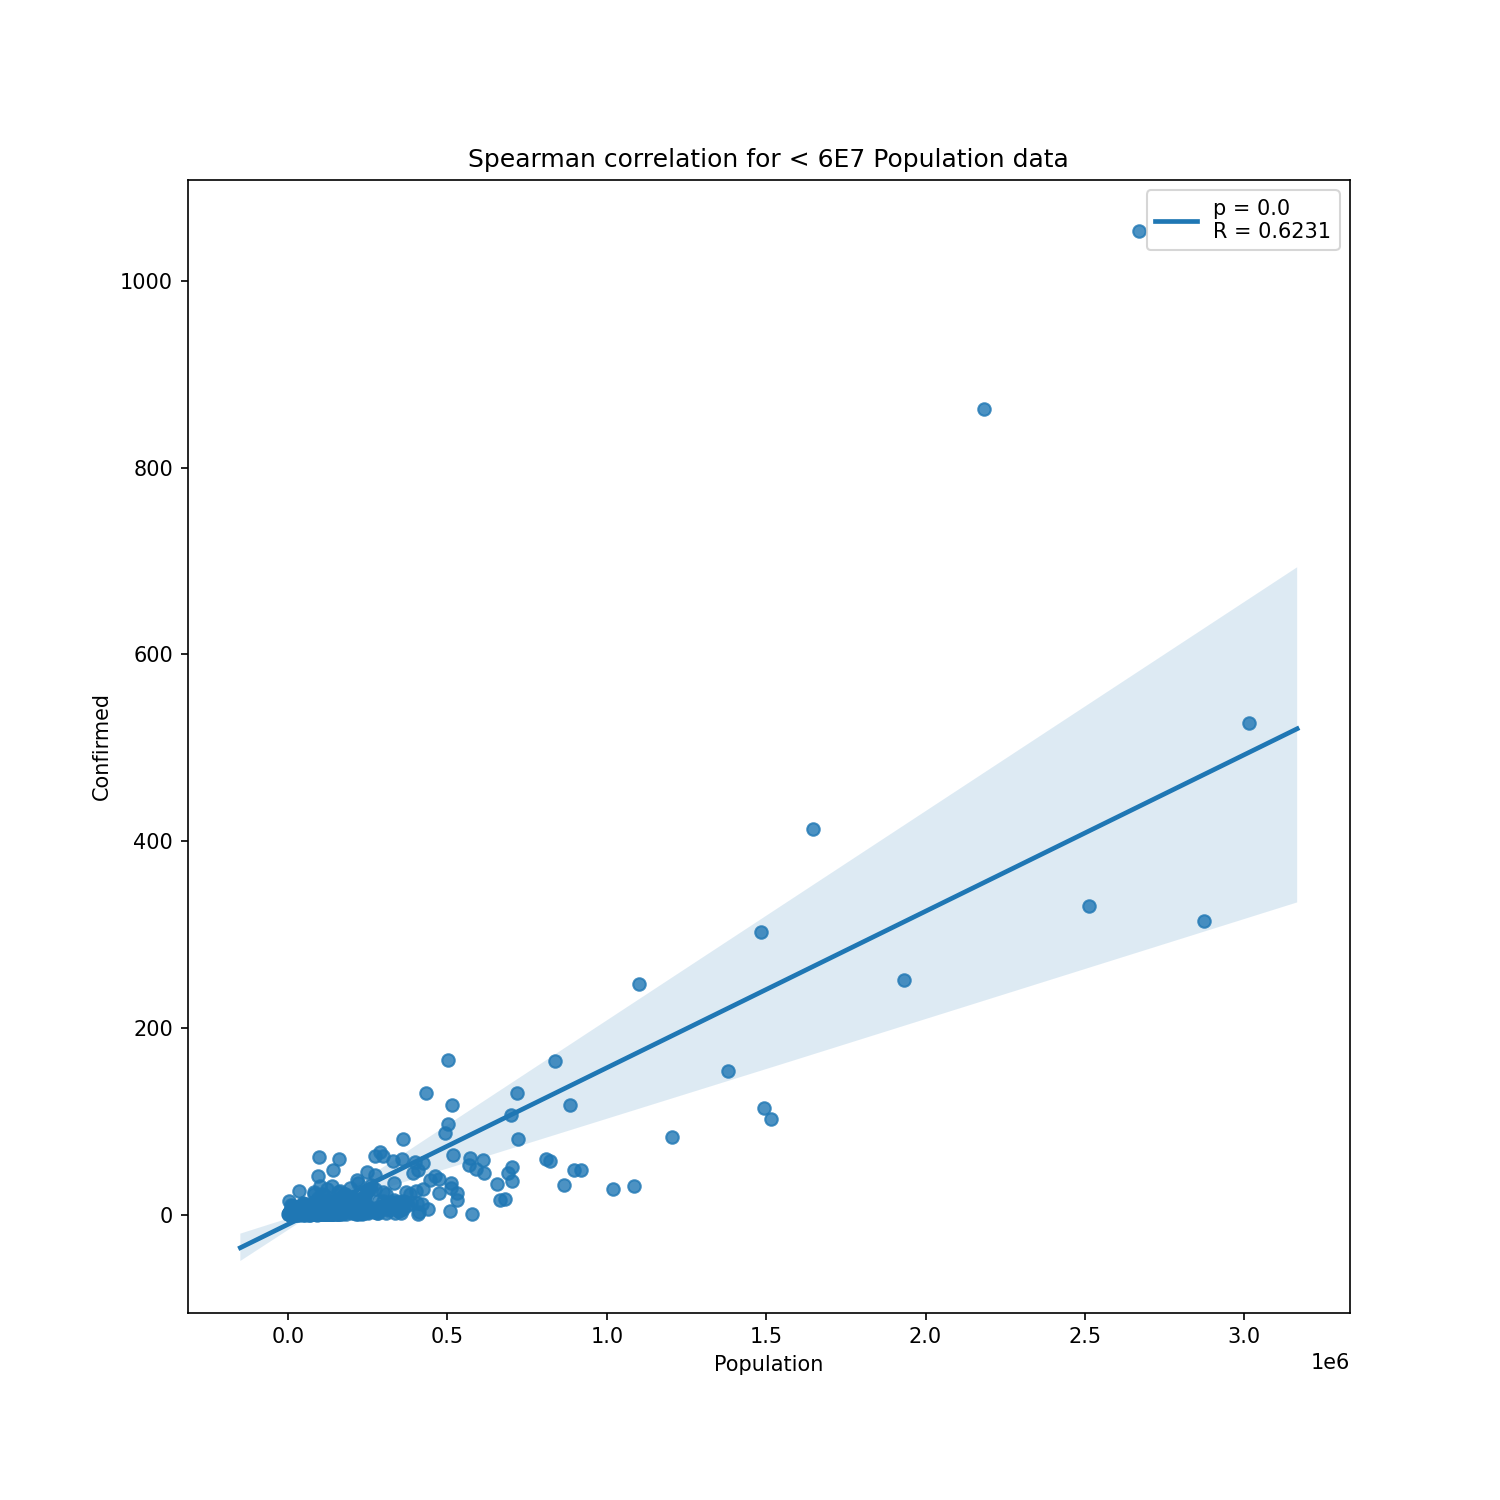 Spearman correlation for < 6E7 Population data
p = 0.0
R = 0.6231
1000
800
600
400
200
0
Confirmed
0.0 0.5 1.0 1.5 2.0 2.5 3.0
1e6
Population